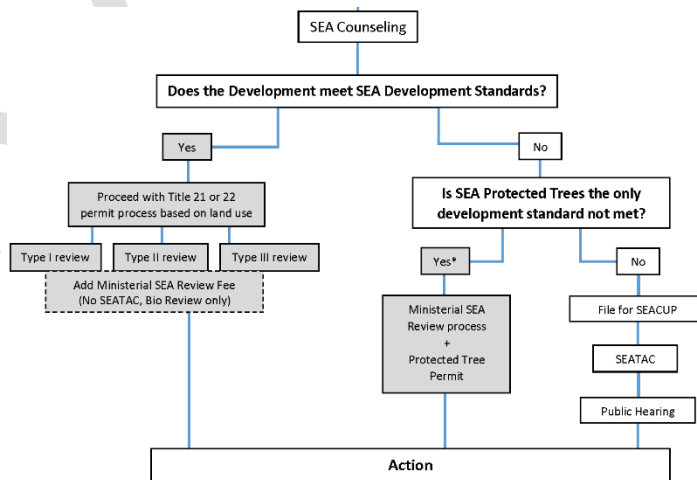 SEA Counseling
Does the Development meet SEA Development Standards?
Yes
No
Proceed with Title 21 or 22
permit process based on land use
Is SEA Protected Trees the only
development standard not met?
Type I review
Type II review
Type III review
Yes*
No
Add Ministerial SEA Review Fee
(No SEATAC, Bio Review only)
Ministerial SEA
Review process
+
Protected Tree
Permit
File for SEACUP
SEATAC
Public Hearing
Action